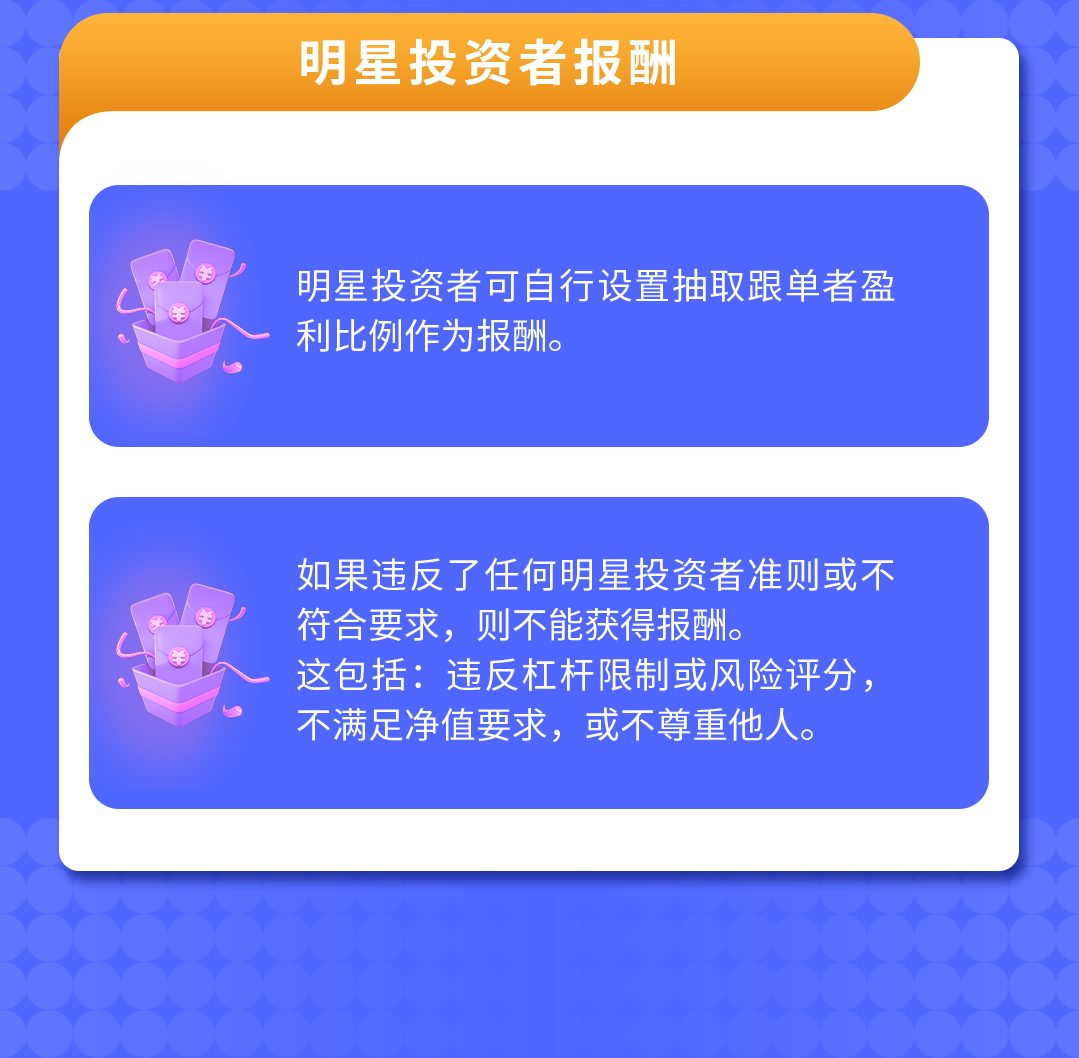 明星投资者报酬
明星投资者可自行设置抽取跟单者盈
利比例作为报酬。
如果违反了任何明星投资者准则或不
符合要求，则不能获得报酬。
这包括：违反杠杆限制或风险评分，
不满足净值要求，或不尊重他人。